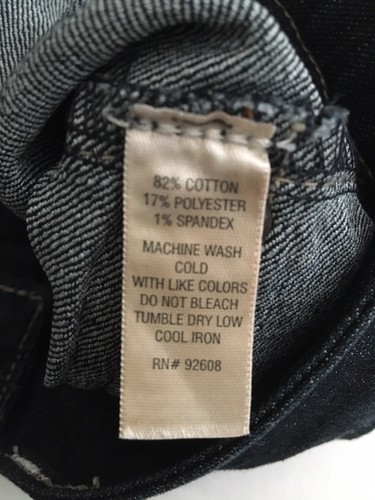 82% COTTON
17% POLYESTER
1% SPANDEX
MACHINE WASH
COLD
WITH LIKE COLORS
DO NOT BLEACH
TUMBLE DRY LOW
COOL IRON
RN# 92608